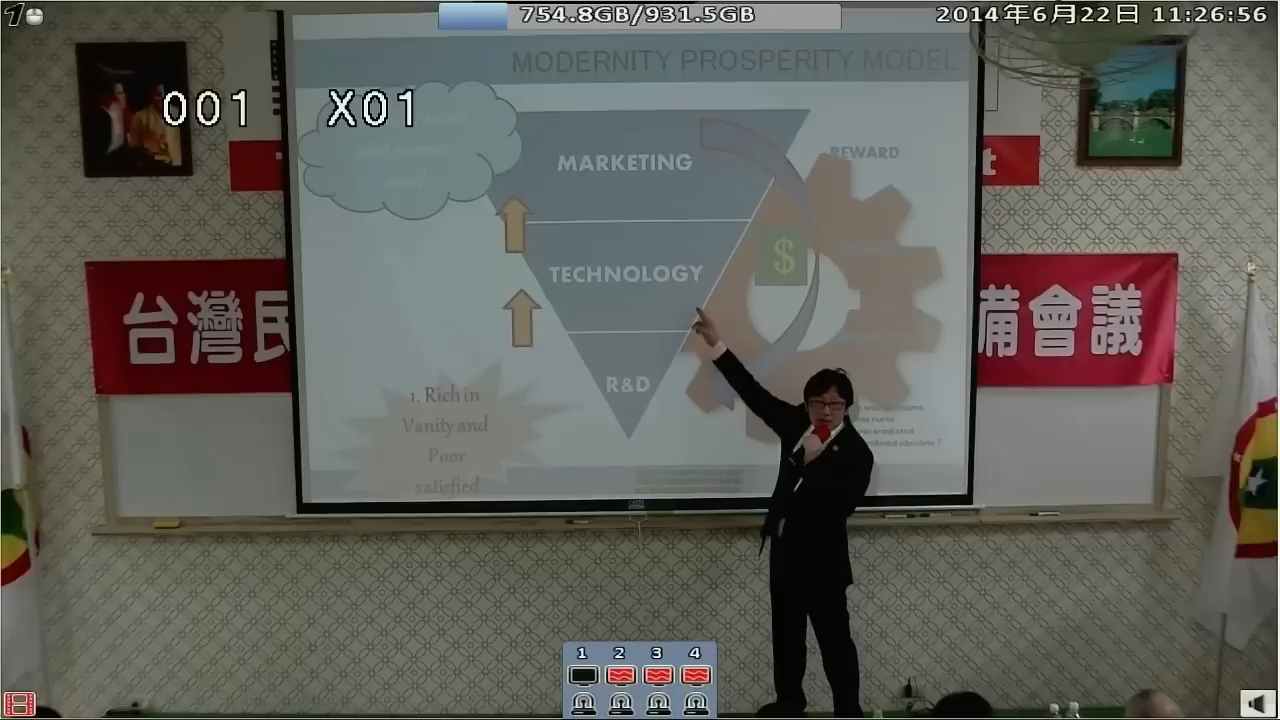 754.8GB/931.5GB
2014年6月22日 11:26:56
001 X01
MODERNITY PROSPERITY MODEL
MARKETING
REWARD
t
$
TECHNOLOGY
台灣民
備會議
R&D
1. Rich in
Vanity and
Poor
satisfied
1 2 3 4